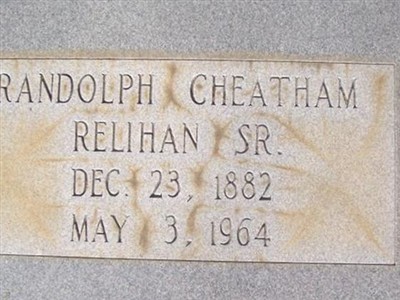 RANDOLPH CHEATHAM
RELIHAN SR.
DEC. 23, 1882
MAY 3, 1964